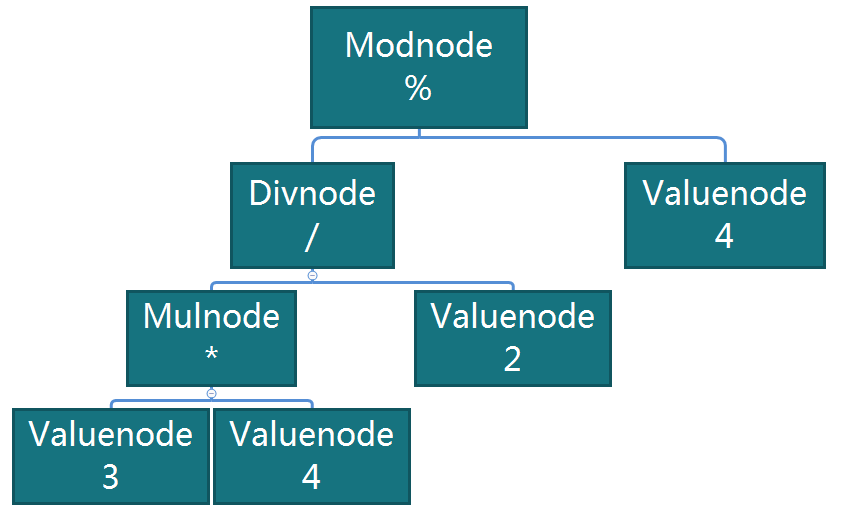 Modnode
%
Divnode
/
Valuenode
4
Mulnode
*
Valuenode
2
Valuenode
3
Valuenode
4